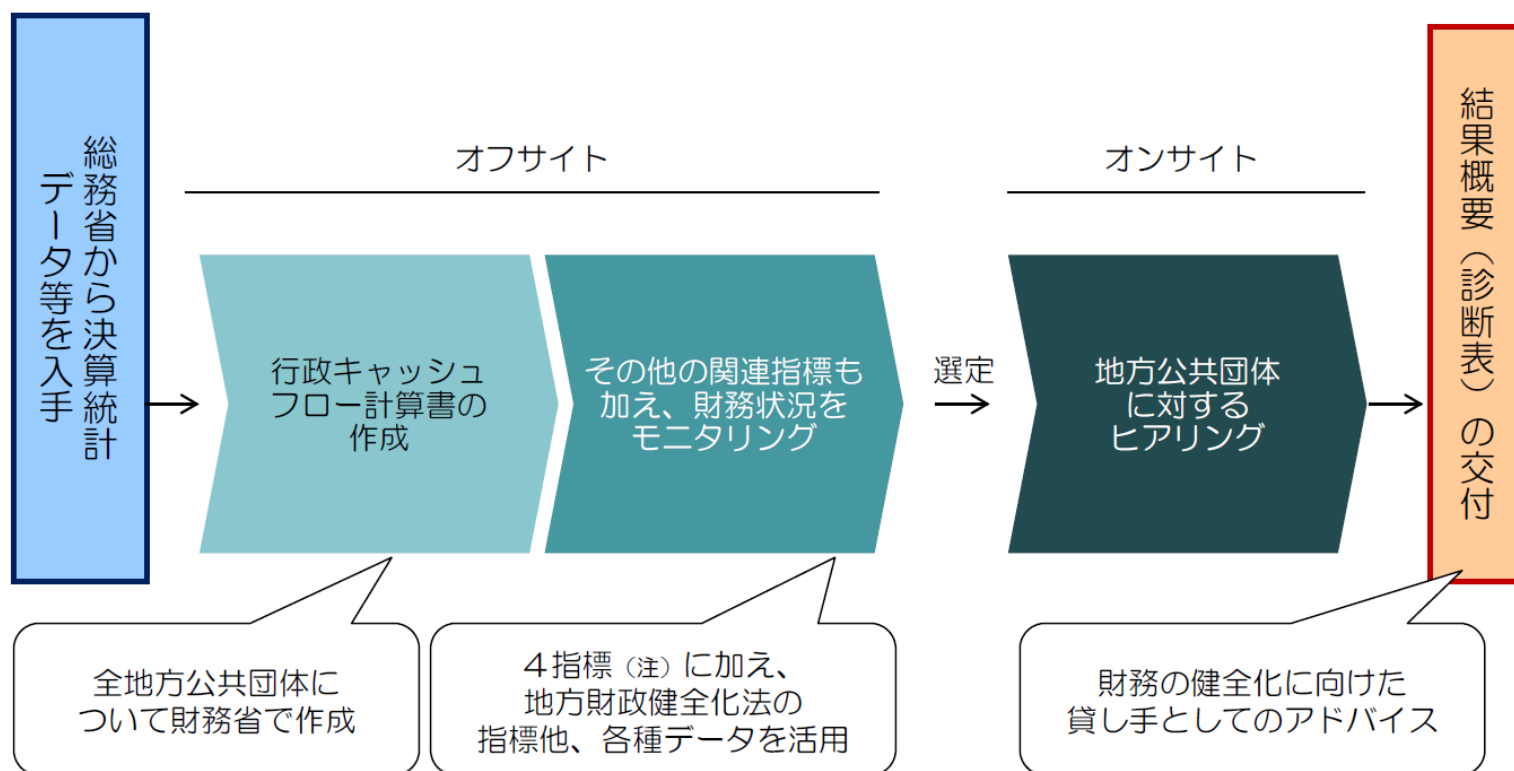 総務省から決算統計
データ等を入手
オフサイト
オンサイト
行政キャッシュ
フロー計算書の
作成
その他の関連指標も
加え、財務状況を
モニタリング
選定
地方公共団体
に対する
ヒアリング
結果概要（診断表）の交付
全地方公共団体に
ついて財務省で作成
４指標（注）に加え、
地方財政健全化法の
指標他、各種データを活用
財務の健全化に向けた
貸し手としてのアドバイス